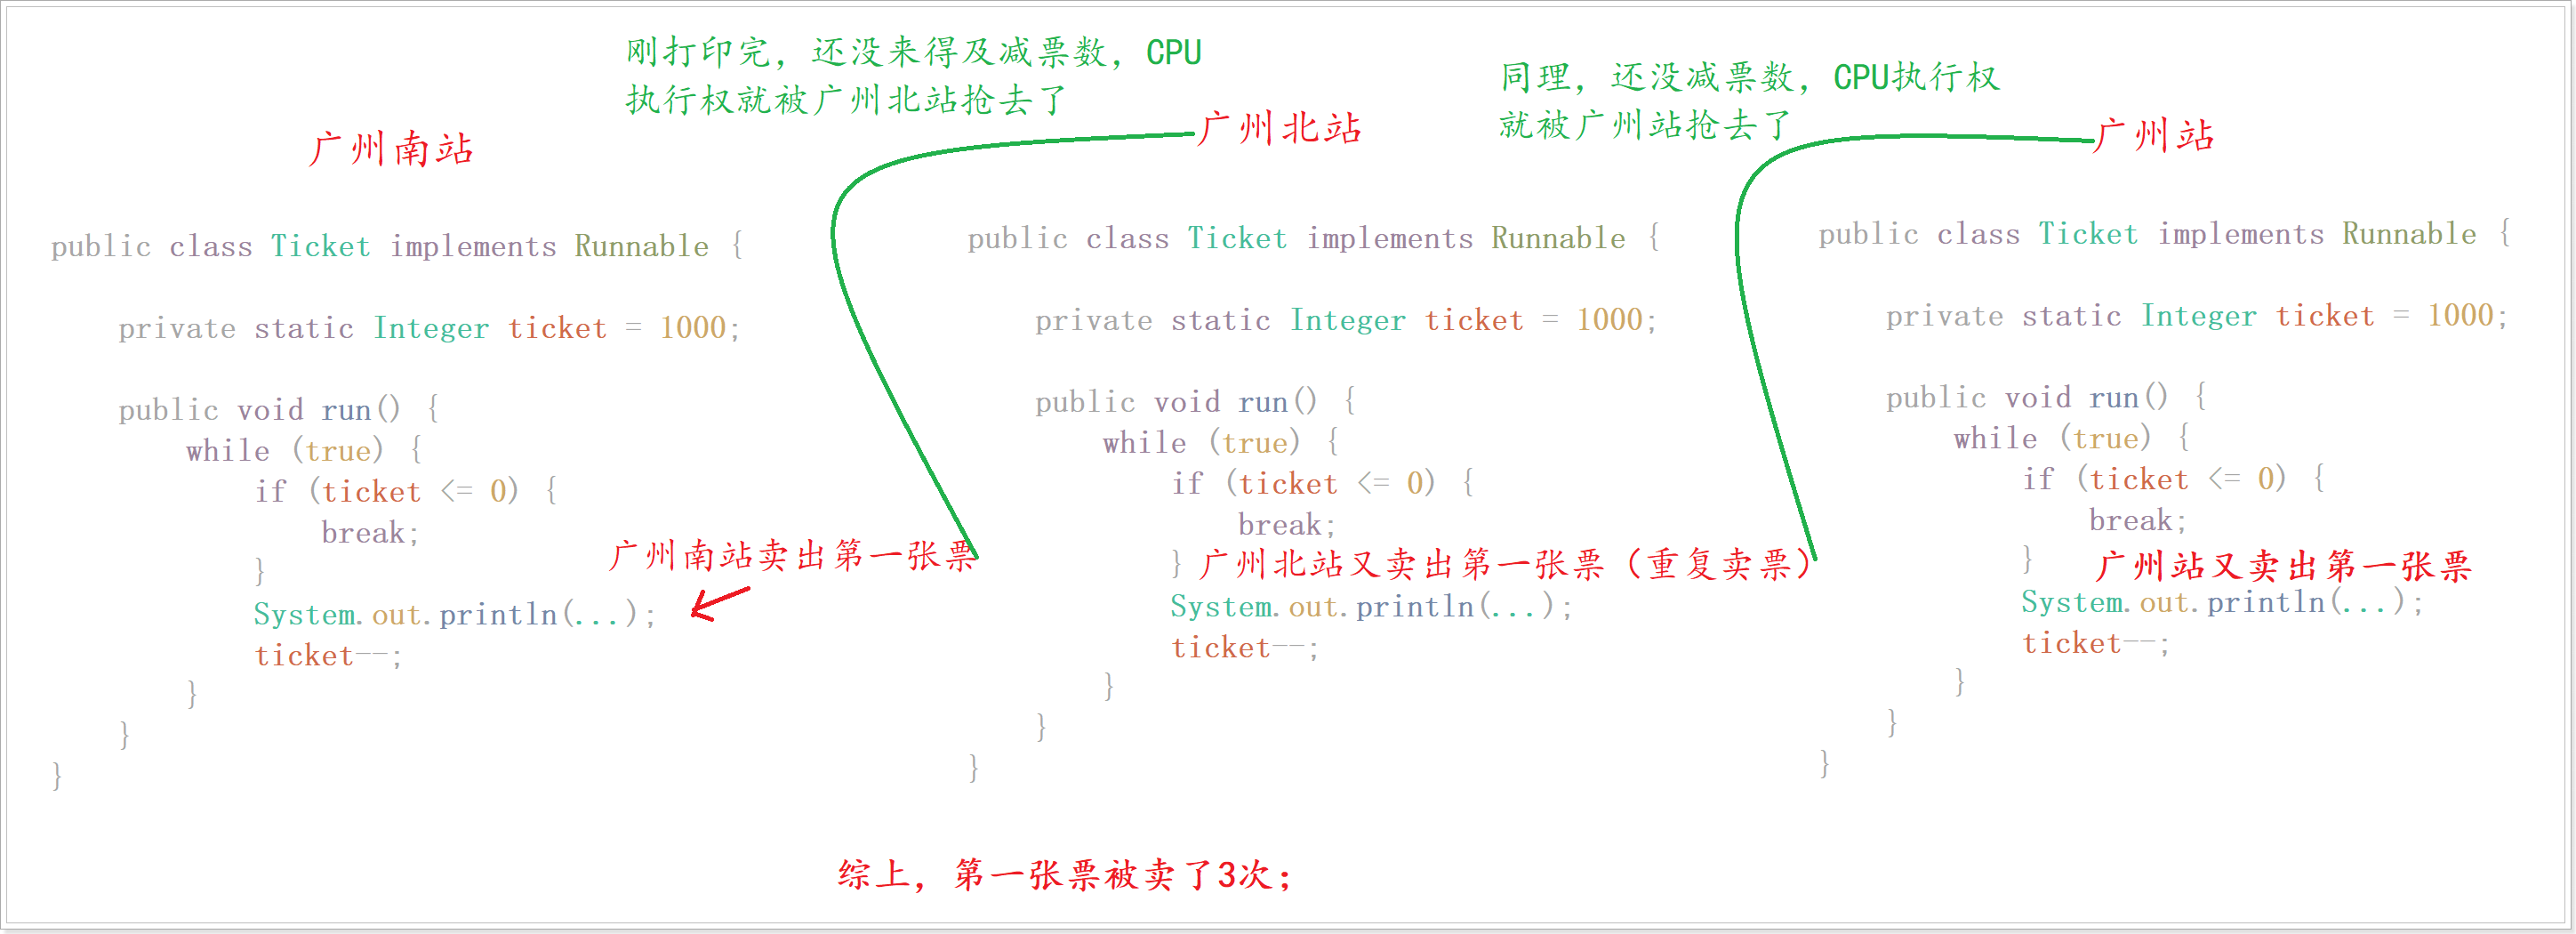 刚打印完，还没来得及减票数，CPU
执行权就被广州北站抢去了
同理，还没减票数，CPU执行权
就被广州站抢去了
广州南站
public class Ticket implements Runnable {
private static Integer ticket = 1000;
public void run() {
while (true) {
if (ticket <= 0) {
break;
}
广州南站卖出第一张票
System.out.println(...);
ticket--;
}
}
}
广州北站
public class Ticket implements Runnable {
private static Integer ticket = 1000;
public void run() {
while (true) {
if (ticket <= 0) {
break;
} 广州北站又卖出第一张票（重复卖票）
System.out.println(...);
ticket--;
}
}
}
广州站
public class Ticket implements Runnable {
private static Integer ticket = 1000;
public void run() {
while (true) {
if (ticket <= 0) {
break;
} 广州站又卖出第一张票
System.out.println(...);
ticket--;
}
}
}
综上，第一张票被卖了3次；